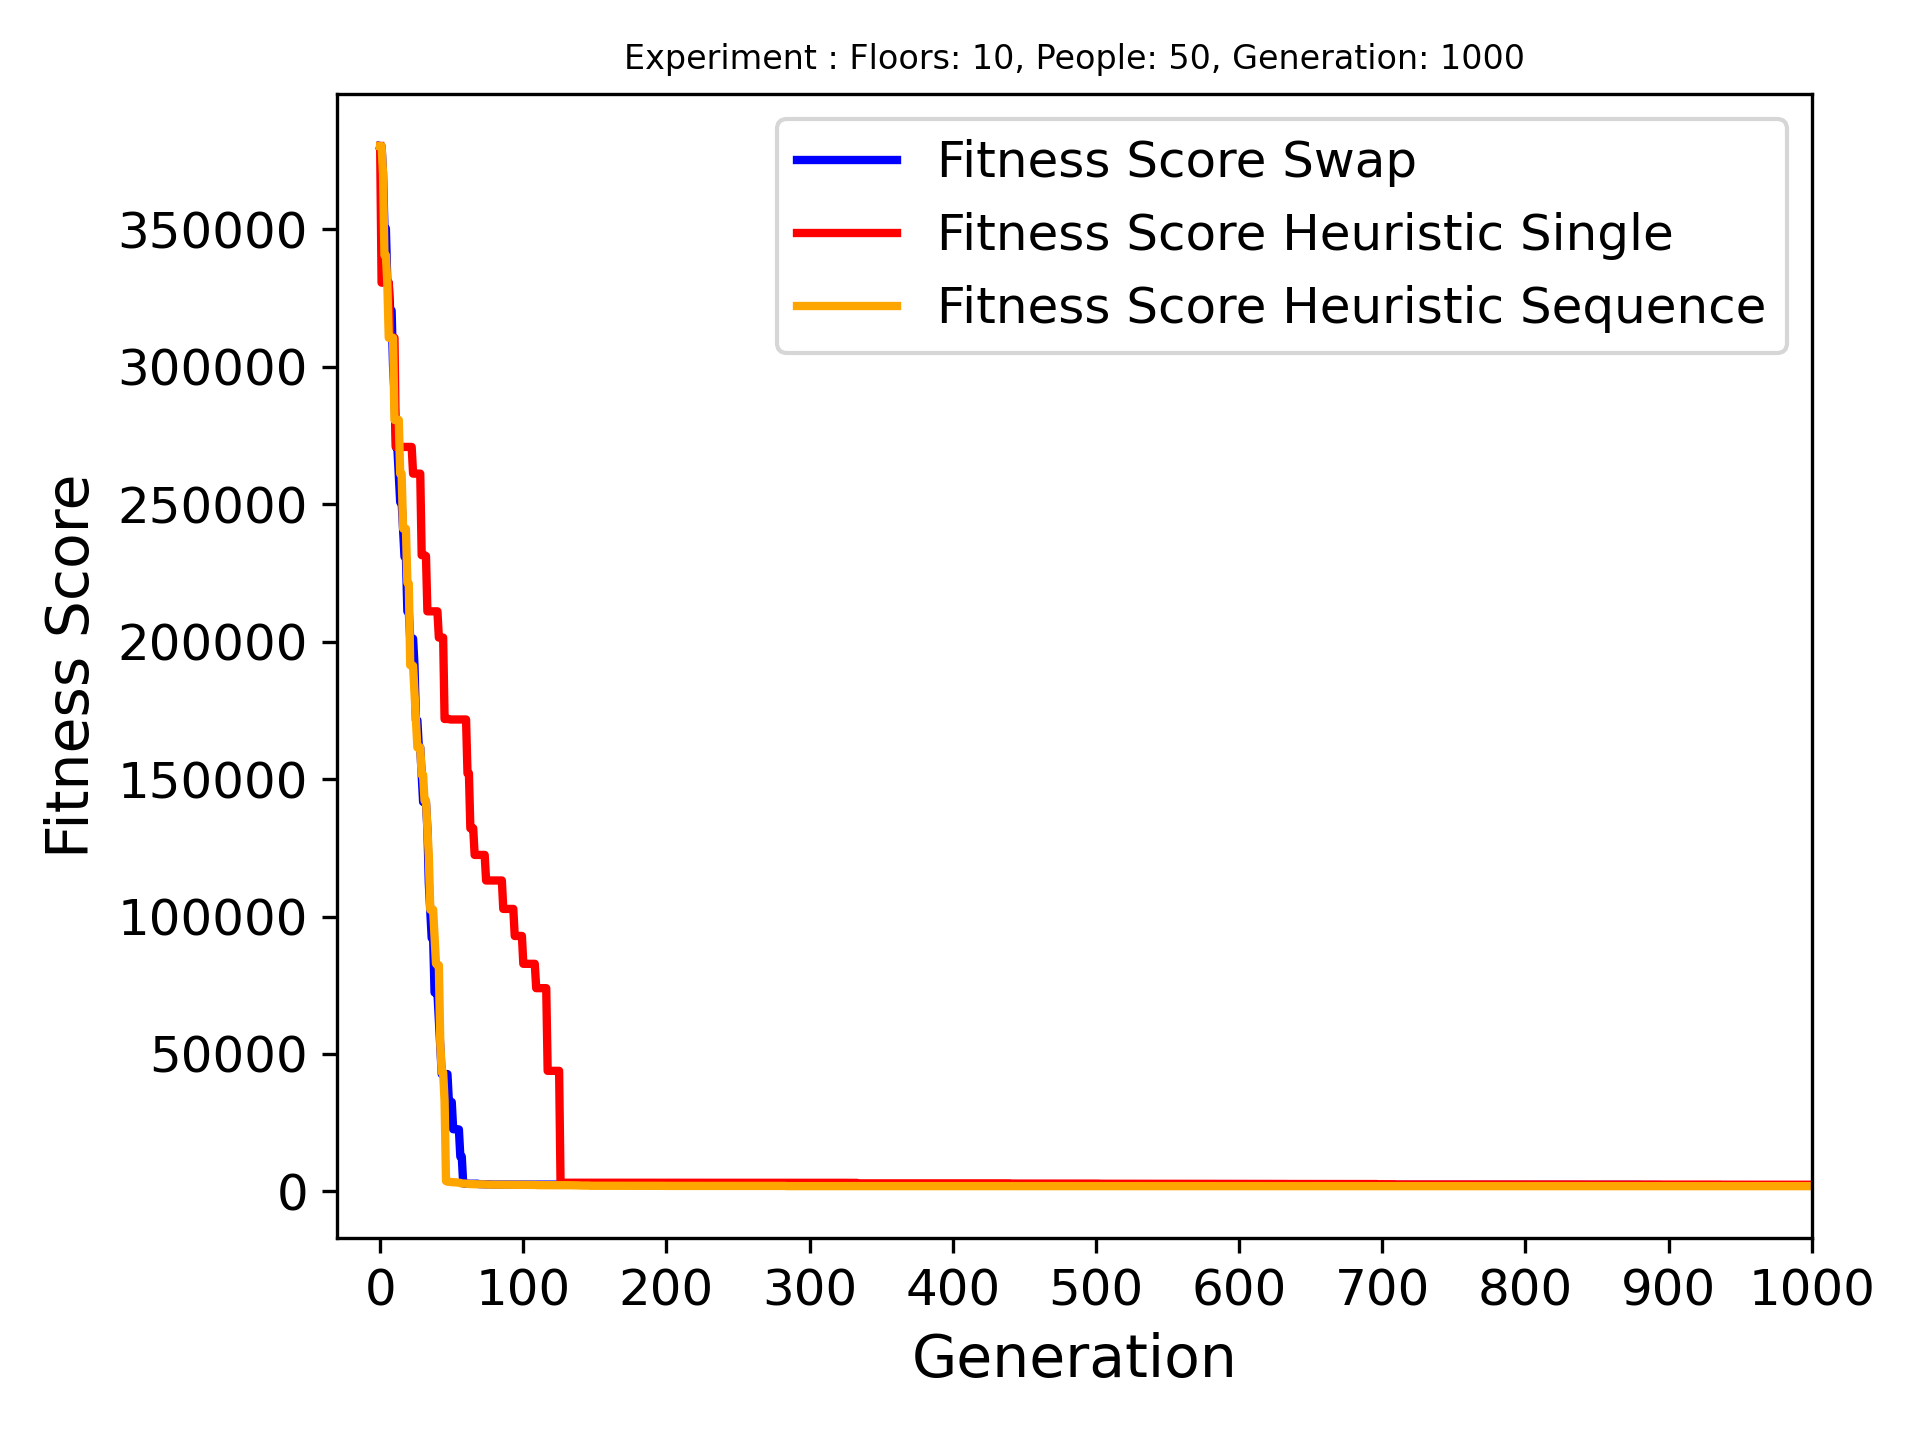 Experiment : Floors: 10, People: 50, Generation: 1000
Fitness Score Swap
Fitness Score Heuristic Single
Fitness Score Heuristic Sequence
Fitness Score
350000
300000
250000
200000
150000
100000
50000
0
0 100 200 300 400 500 600 700 800 900 1000
Generation